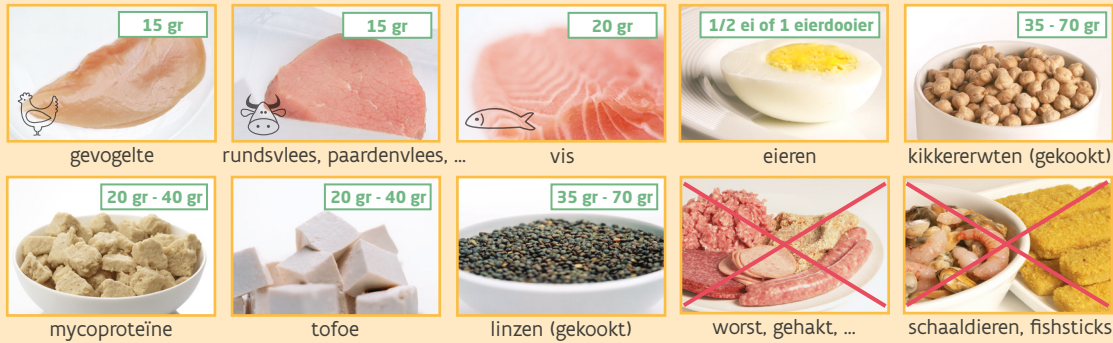 15 gr
15 gr
20 gr
1/2 ei of 1 eierdooier
35 - 70 gr
gevogelte
rundsvlees, paardenvlees, ...
vis
eieren
kikkererwten (gekookt)
20 gr - 40 gr
20 gr - 40 gr
35 gr - 70 gr
mycoproteïne
tofoe
linzen (gekookt)
worst, gehakt, ...
schaaldieren, fishsticks